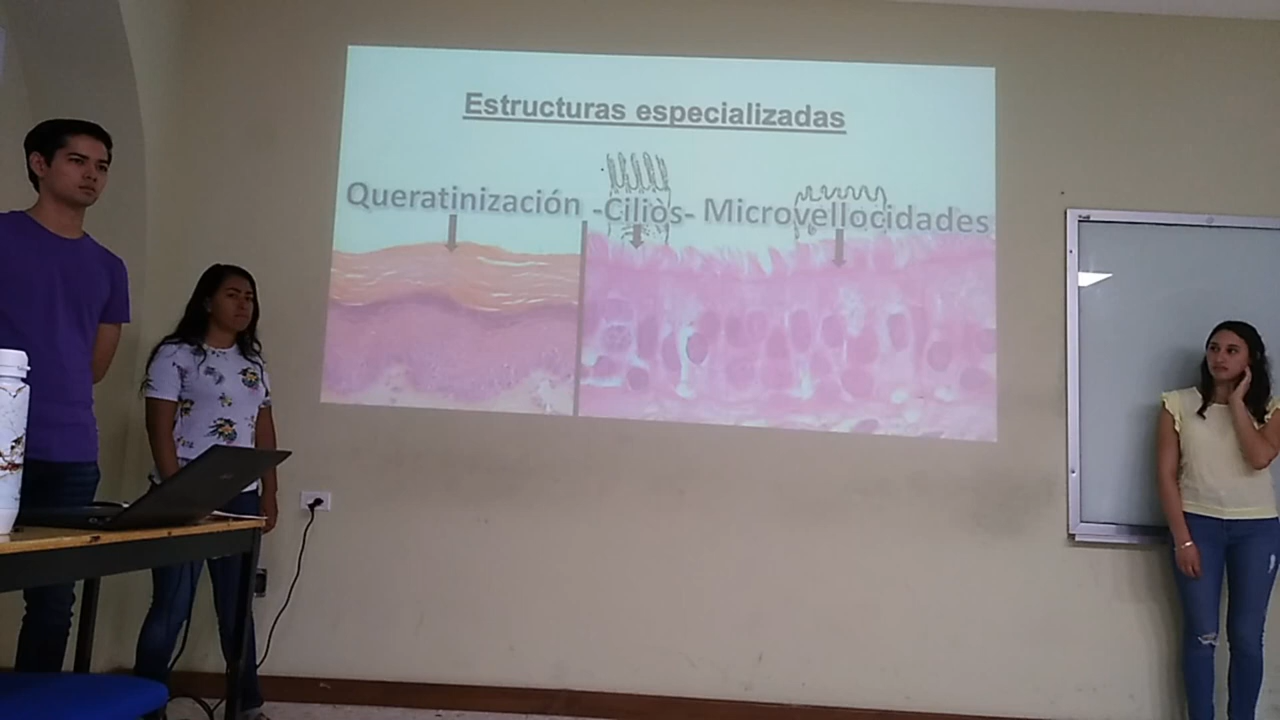 Estructuras especializadas
Queratinización -Cilios- Microvellocidades